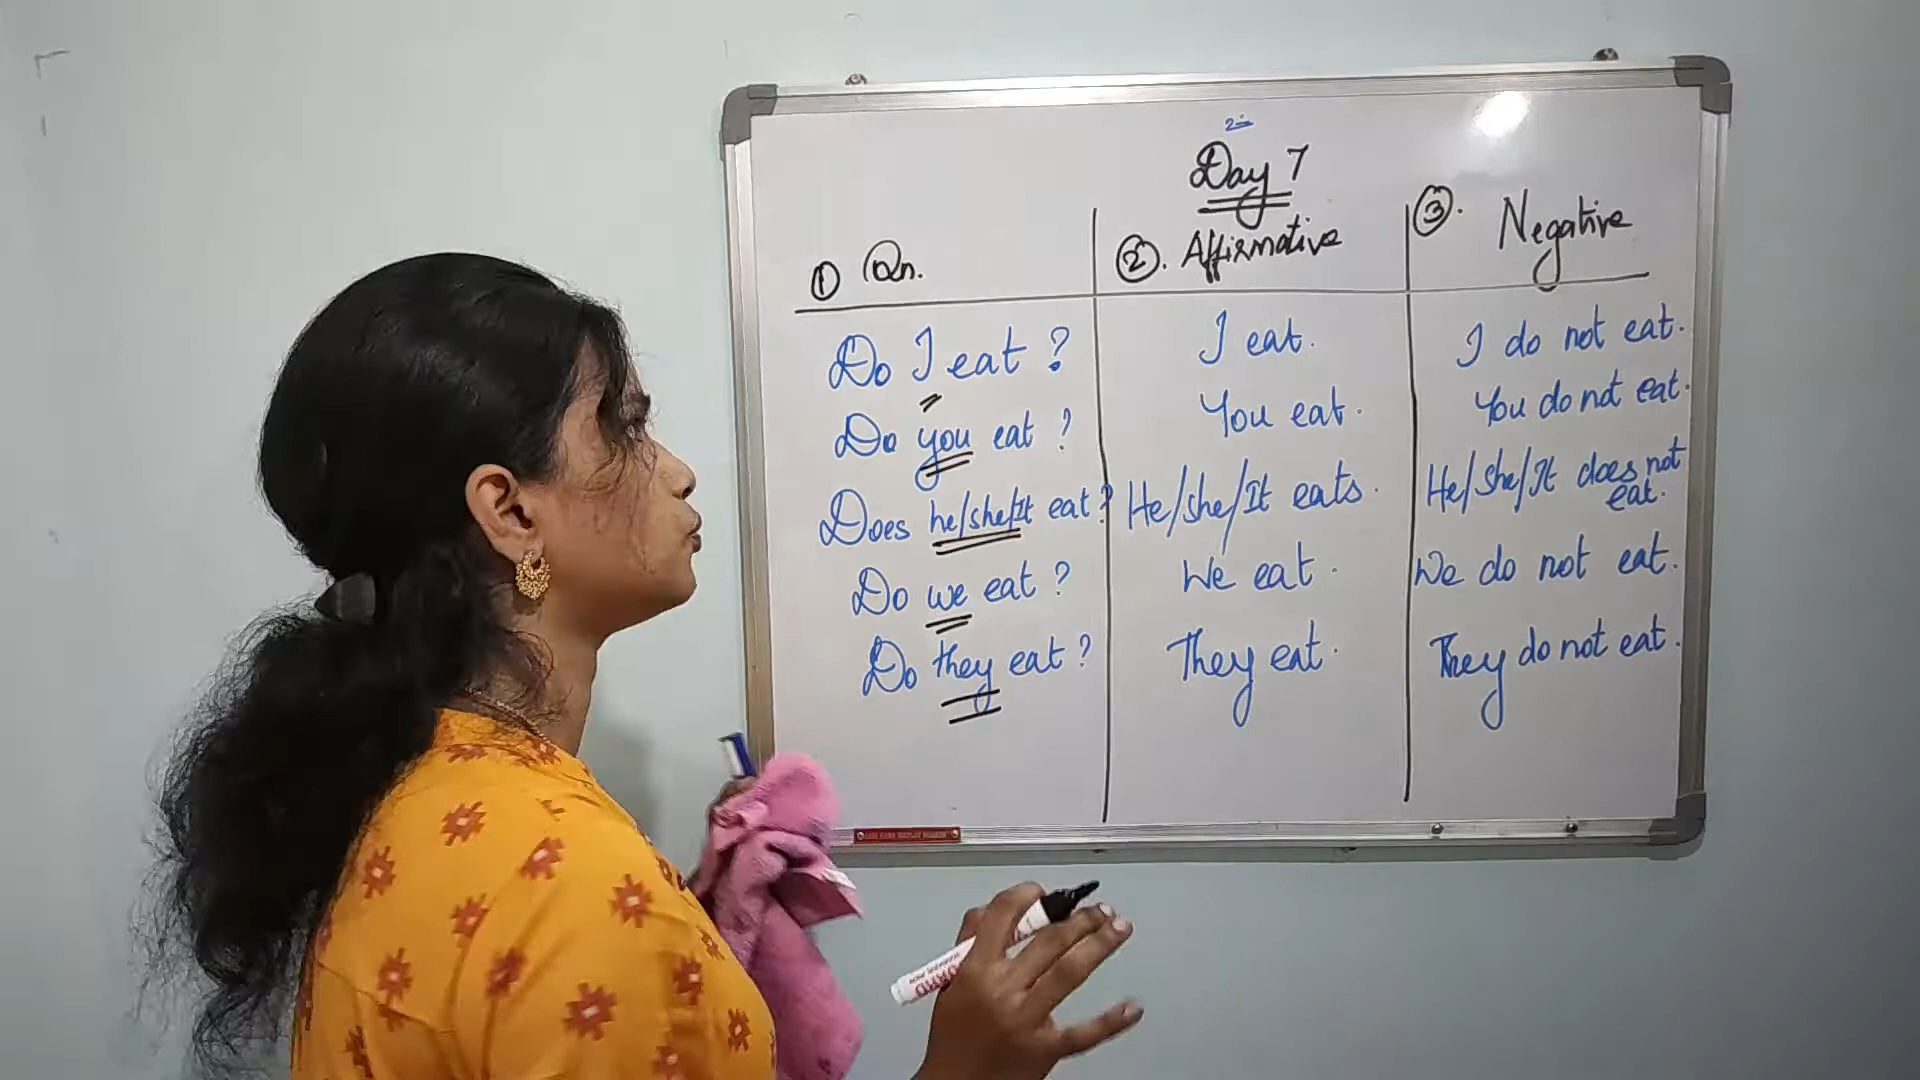 Day 7
① Qn.
②. Affirmative
③. Negative
Do I eat ?
I eat.
I do not eat.
Do you eat ?
You eat.
You do not eat.
Does he/she/It eat?
He/She/It eats.
He/She/It does not
eat.
Do we eat ?
We eat.
We do not eat.
Do they eat ?
They eat.
They do not eat.